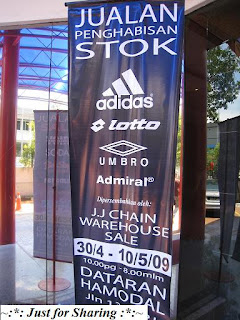 JUALAN
PENGHABISAN
STOK
adidas
lotto
UMBRO
Admiral®
Dipersembahkan oleh:
J.J CHAIN
WAREHOUSE
SALE
30/4 - 10/5/09
10.00pg - 8.00mlm
DATARAN
HAMODAL
~:*: Just for Sharing :*:~